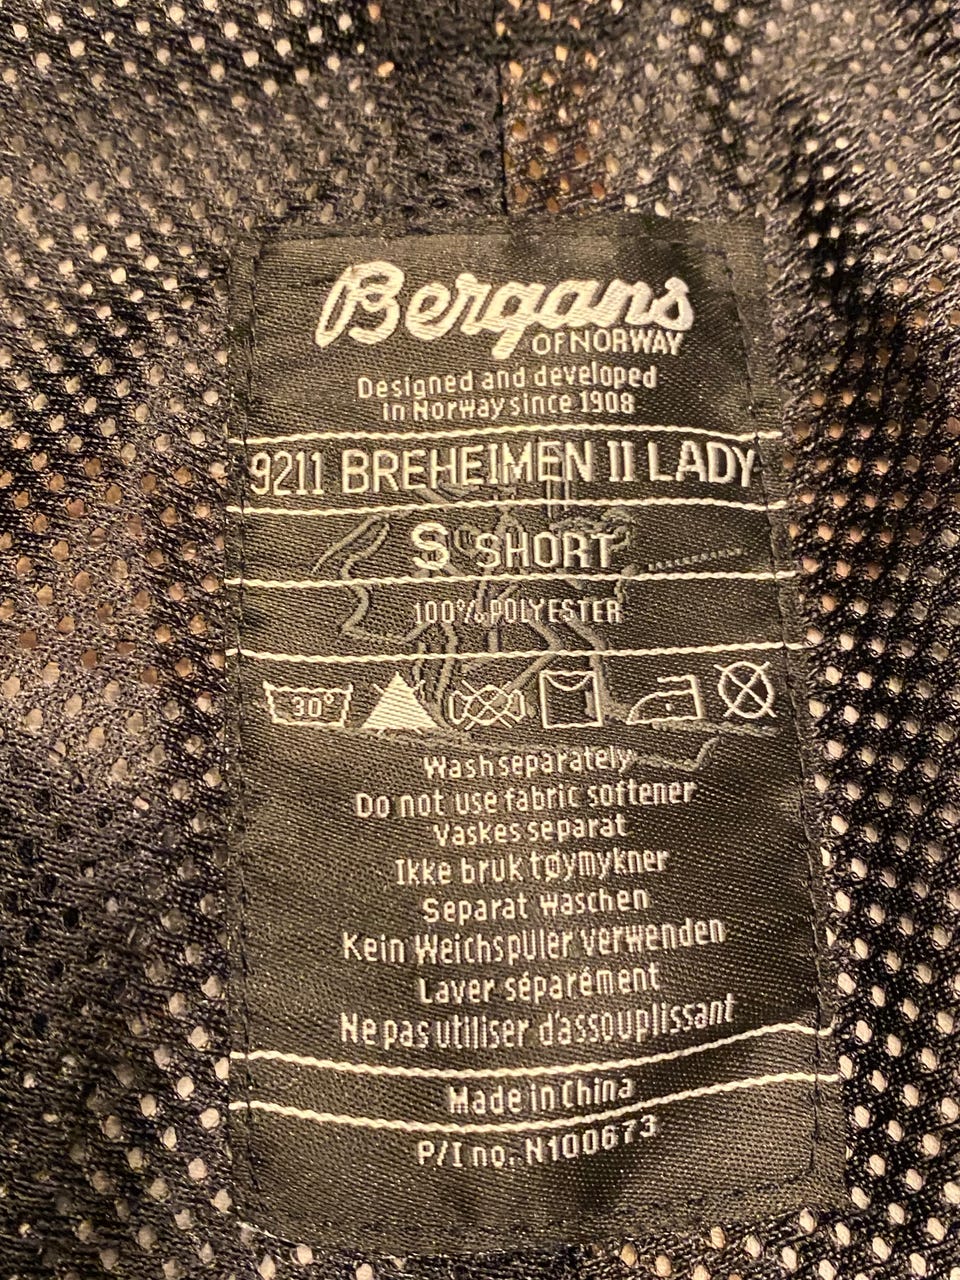 Bergans
OF NORWAY
Designed and developed
in Norway since 1908
9211 BREHEIMEN II LADY
S SHORT
100% POLYESTER
30°
Wash separately
Do not use fabric softener
Vaskes separat
Ikke bruk tøymykner
Separat waschen
Kein Weichspüler verwenden
Laver séparément
Ne pas utiliser d'assouplissant
Made in China
P/I no. N100673